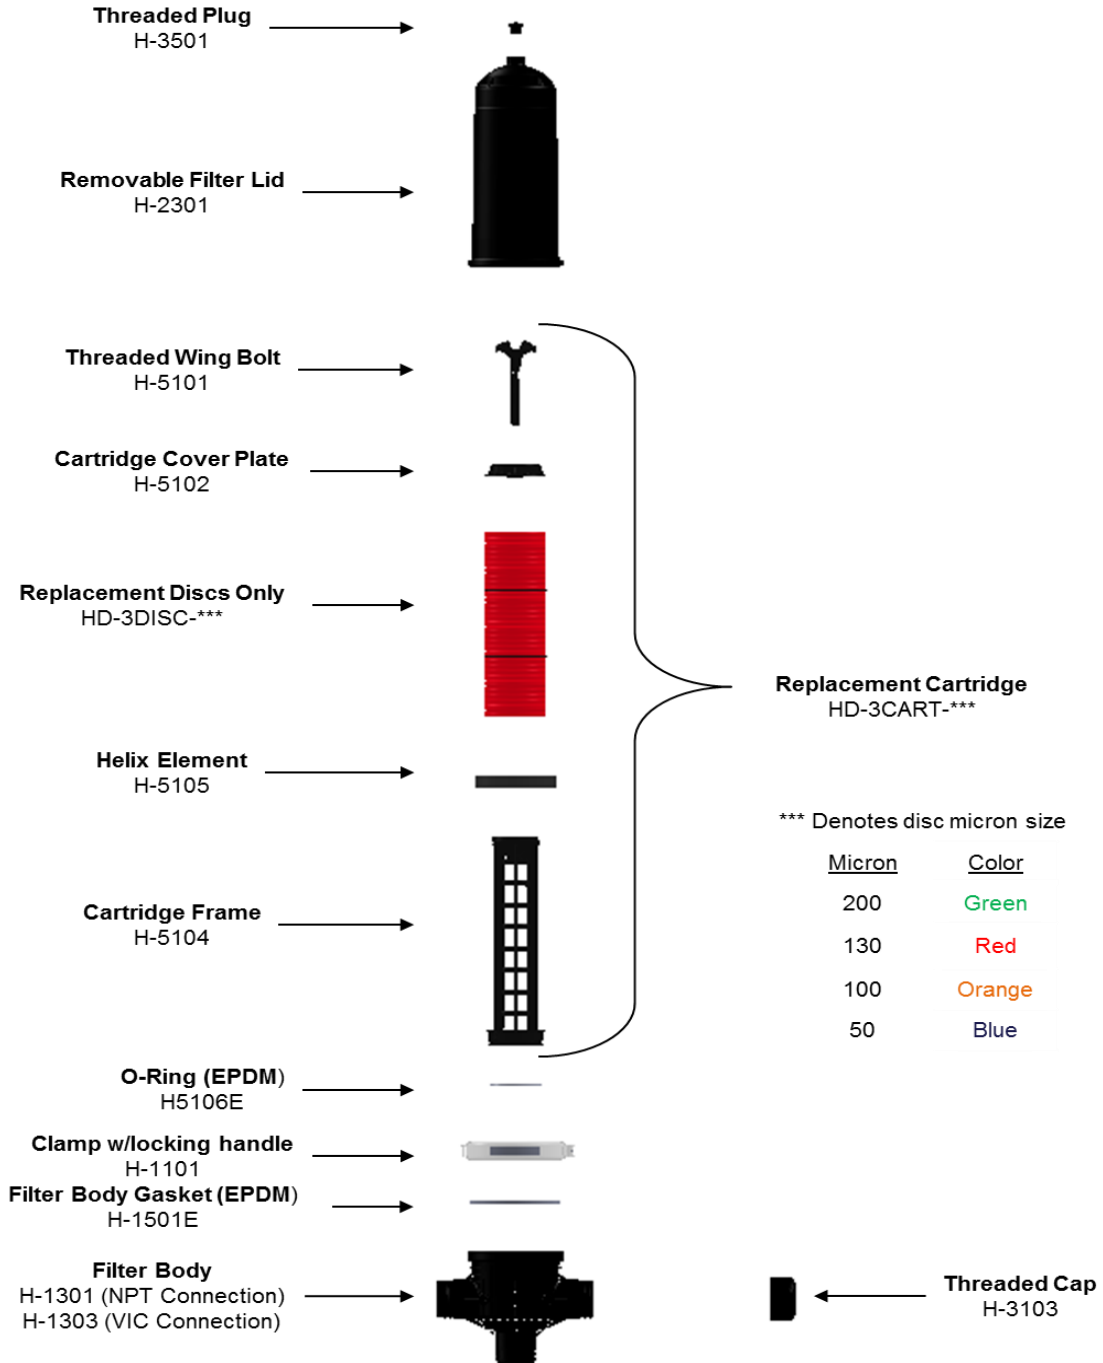 Threaded Plug
H-3501
Removable Filter Lid
H-2301
Threaded Wing Bolt
H-5101
Cartridge Cover Plate
H-5102
Replacement Discs Only
HD-3DISC-***
Helix Element
H-5105
Cartridge Frame
H-5104
O-Ring (EPDM)
H5106E
Clamp w/locking handle
H-1101
Filter Body Gasket (EPDM)
H-1501E
Filter Body
H-1301 (NPT Connection)
H-1303 (VIC Connection)
Replacement Cartridge
HD-3CART-***
*** Denotes disc micron size
Micron Color
200 Green
130 Red
100 Orange
50 Blue
Threaded Cap
H-3103